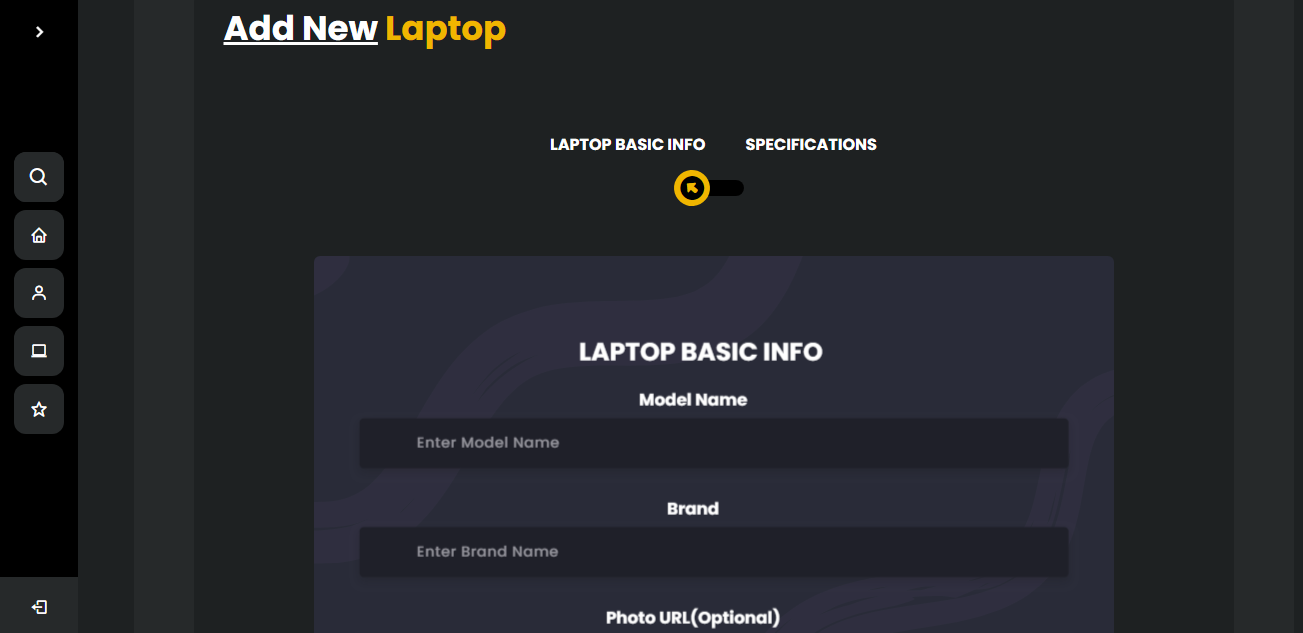 Add New Laptop
LAPTOP BASIC INFO SPECIFICATIONS
LAPTOP BASIC INFO
Model Name
Enter Model Name
Brand
Enter Brand Name
Photo URL(Optional)